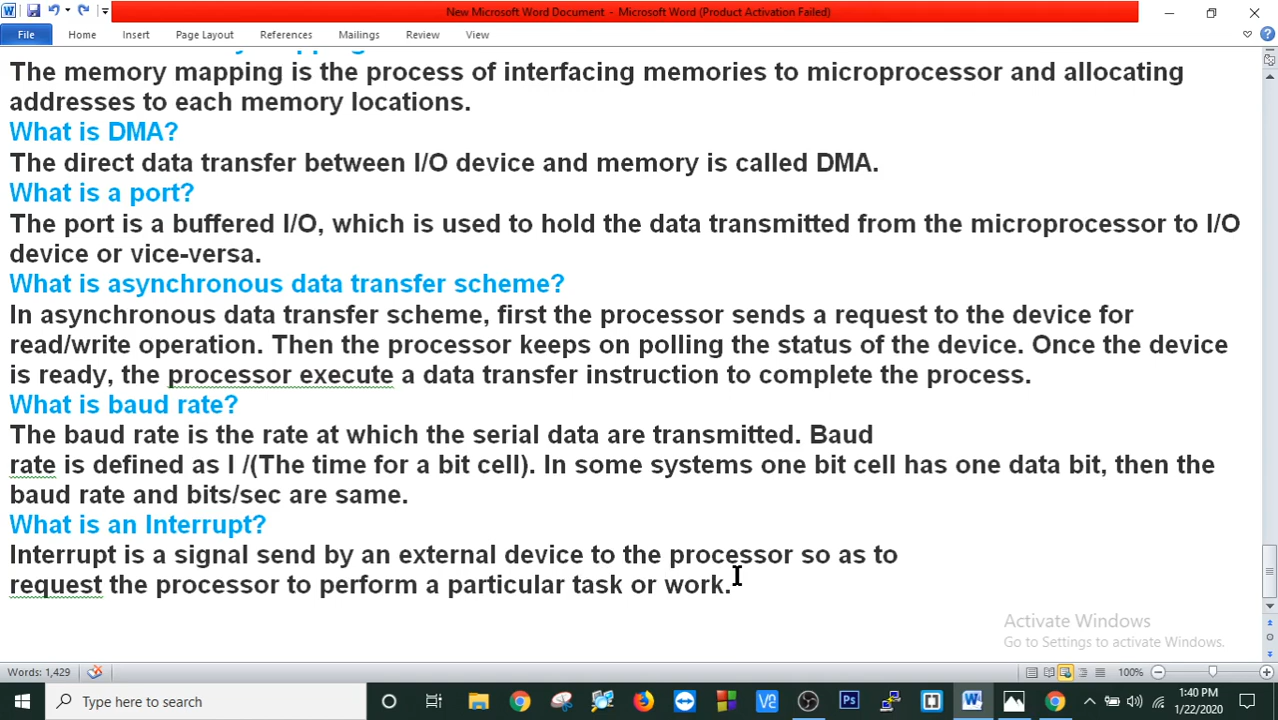 New Microsoft Word Document - Microsoft Word (Product Activation Failed)
File Home Insert Page Layout References Mailings Review View
The memory mapping is the process of interfacing memories to microprocessor and allocating
addresses to each memory locations.
What is DMA?
The direct data transfer between I/O device and memory is called DMA.
What is a port?
The port is a buffered I/O, which is used to hold the data transmitted from the microprocessor to I/O
device or vice-versa.
What is asynchronous data transfer scheme?
In asynchronous data transfer scheme, first the processor sends a request to the device for
read/write operation. Then the processor keeps on polling the status of the device. Once the device
is ready, the processor execute a data transfer instruction to complete the process.
What is baud rate?
The baud rate is the rate at which the serial data are transmitted. Baud
rate is defined as l /(The time for a bit cell). In some systems one bit cell has one data bit, then the
baud rate and bits/sec are same.
What is an Interrupt?
Interrupt is a signal send by an external device to the processor so as to
request the processor to perform a particular task or work.
Activate Windows
Go to Settings to activate Windows.
Words: 1,429
100%
Type here to search
1:40 PM
1/22/2020